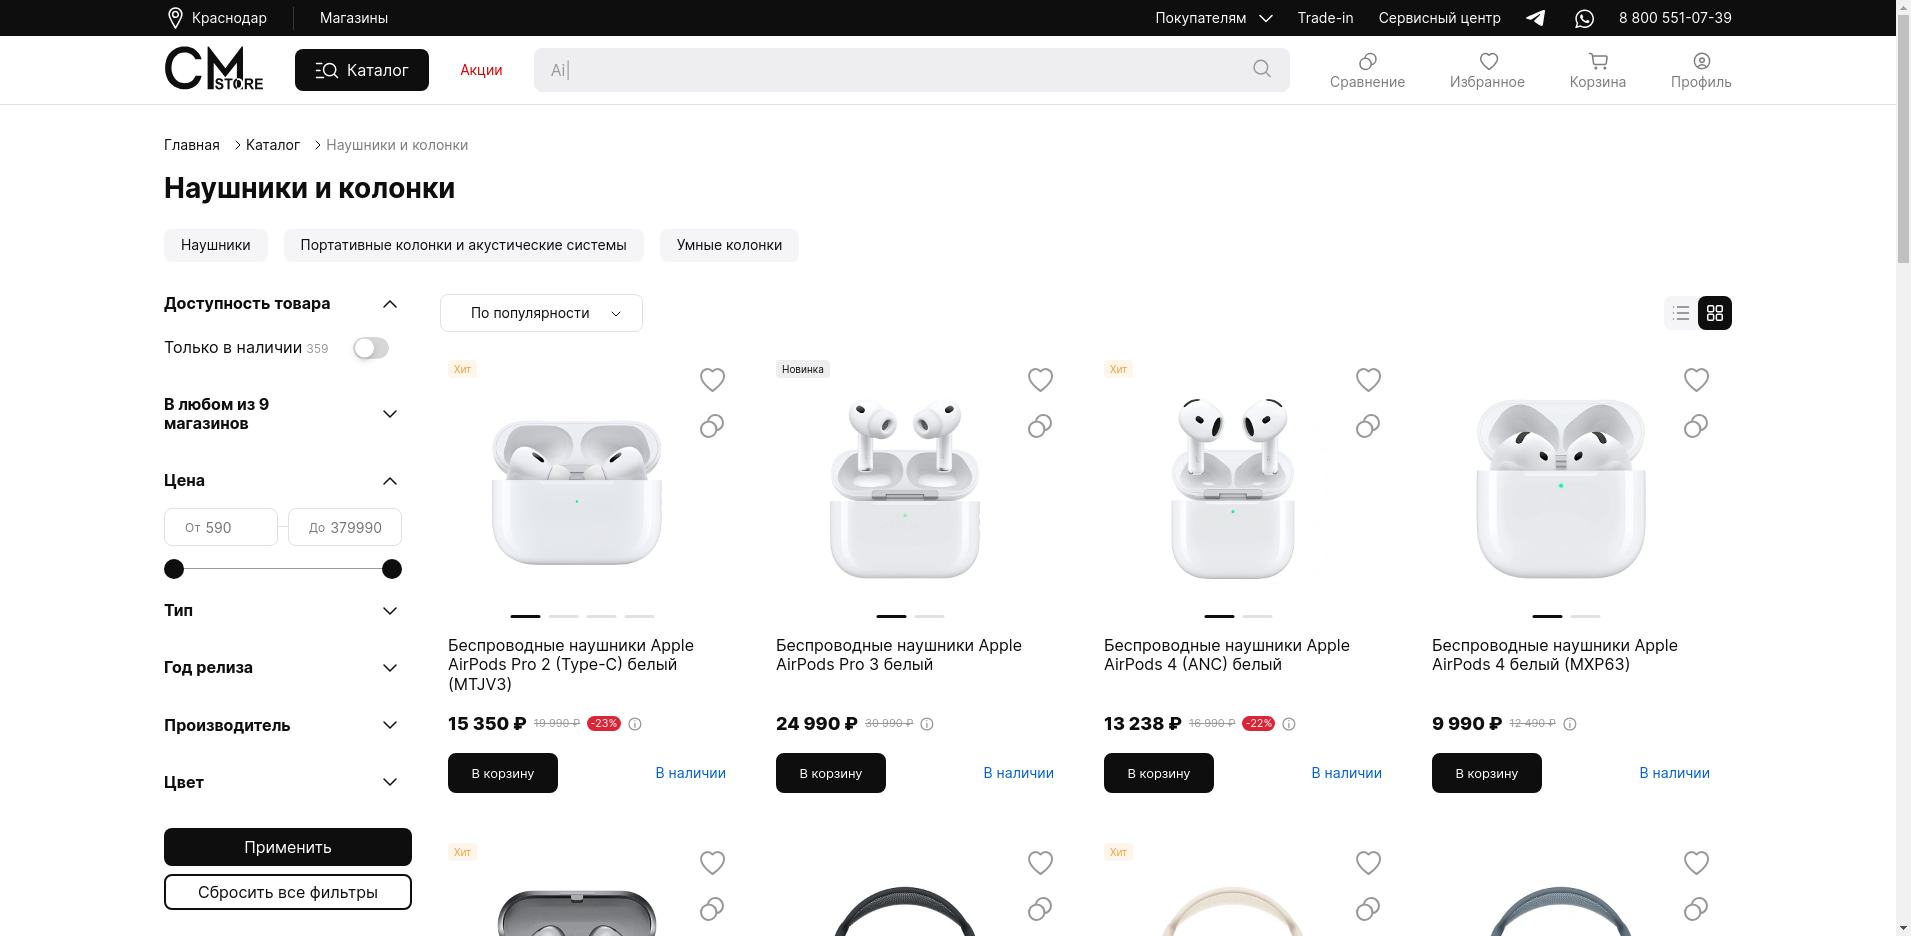 Краснодар
Магазины
Покупателям
Trade-in
Сервисный центр
8 800 551-07-39
CM STORE
Каталог
Акции
Ai|
Сравнение
Избранное
Корзина
Профиль
Главная
Каталог
Наушники и колонки
Наушники и колонки
Наушники
Портативные колонки и акустические системы
Умные колонки
Доступность товара
Только в наличии 359
В любом из 9
магазинов
Цена
От 590
До 379990
Тип
Год релиза
Производитель
Цвет
Применить
Сбросить все фильтры
По популярности
Хит
Беспроводные наушники Apple
AirPods Pro 2 (Type-C) белый
(MTJV3)
15 350 ₽ 19 990 ₽ -23%
В корзину
В наличии
Новинка
Беспроводные наушники Apple
AirPods Pro 3 белый
24 990 ₽ 30 990 ₽
В корзину
В наличии
Хит
Беспроводные наушники Apple
AirPods 4 (ANC) белый
13 238 ₽ 16 990 ₽ -22%
В корзину
В наличии
Беспроводные наушники Apple
AirPods 4 белый (MXP63)
9 990 ₽ 12 490 ₽
В корзину
В наличии
Хит
Хит